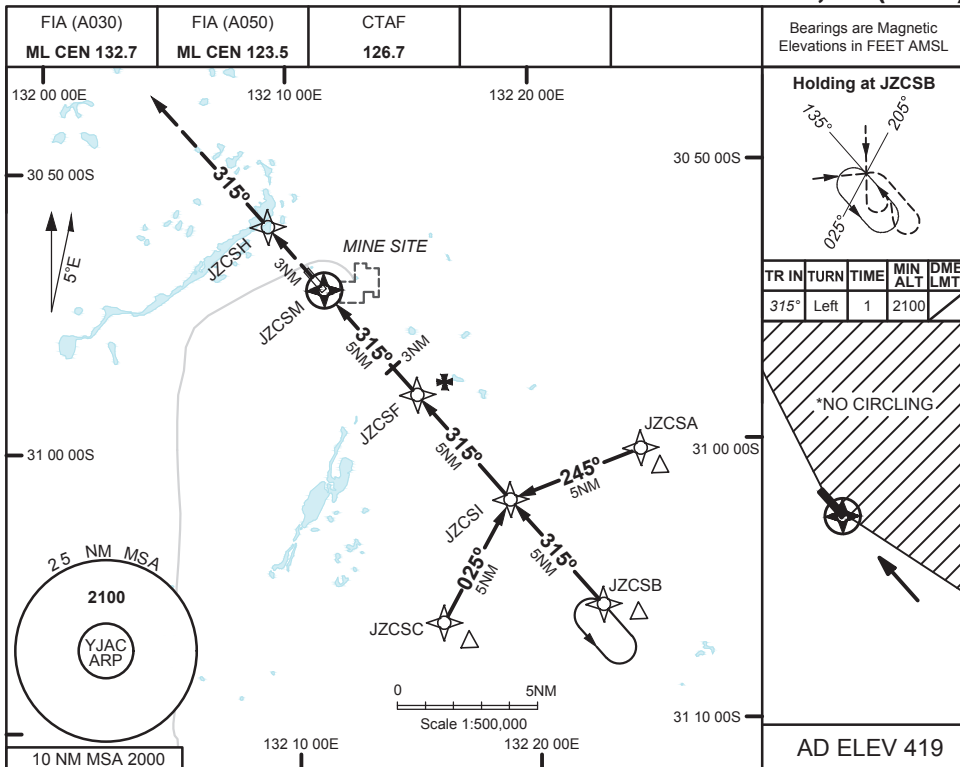 FIA (A030)
ML CEN 132.7
FIA (A050)
ML CEN 123.5
CTAF
126.7
Bearings are Magnetic
Elevations in FEET AMSL
132 00 00E
132 10 00E
132 20 00E
30 50 00S
30 50 00S
5°E
315°
JZCSH
3NM
MINE SITE
JZCSM
315°
5NM
3NM
JZCSF
315°
5NM
JZCSA
31 00 00S
31 00 00S
245°
5NM
JZCSI
025°
5NM
315°
5NM
JZCSB
JZCSC
25 NM MSA
2100
YJAC
ARP
10 NM MSA 2000
0 5NM
Scale 1:500,000
132 10 00E
132 20 00E
31 10 00S
Holding at JZCSB
135°
205°
025°
TR IN TURN TIME MIN ALT DME LMT
315° Left 1 2100
*NO CIRCLING
AD ELEV 419